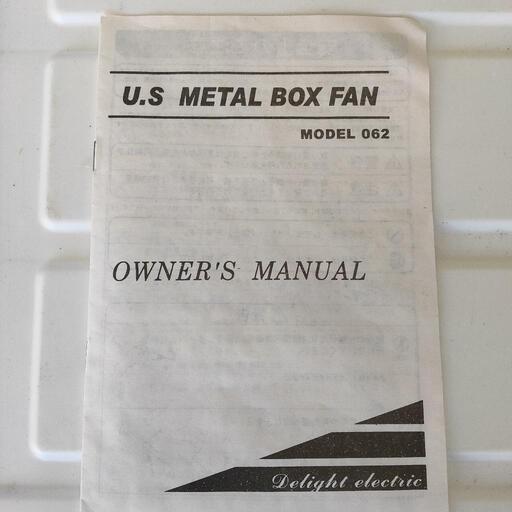 U.S METAL BOX FAN
MODEL 062
OWNER'S MANUAL
Delight electric